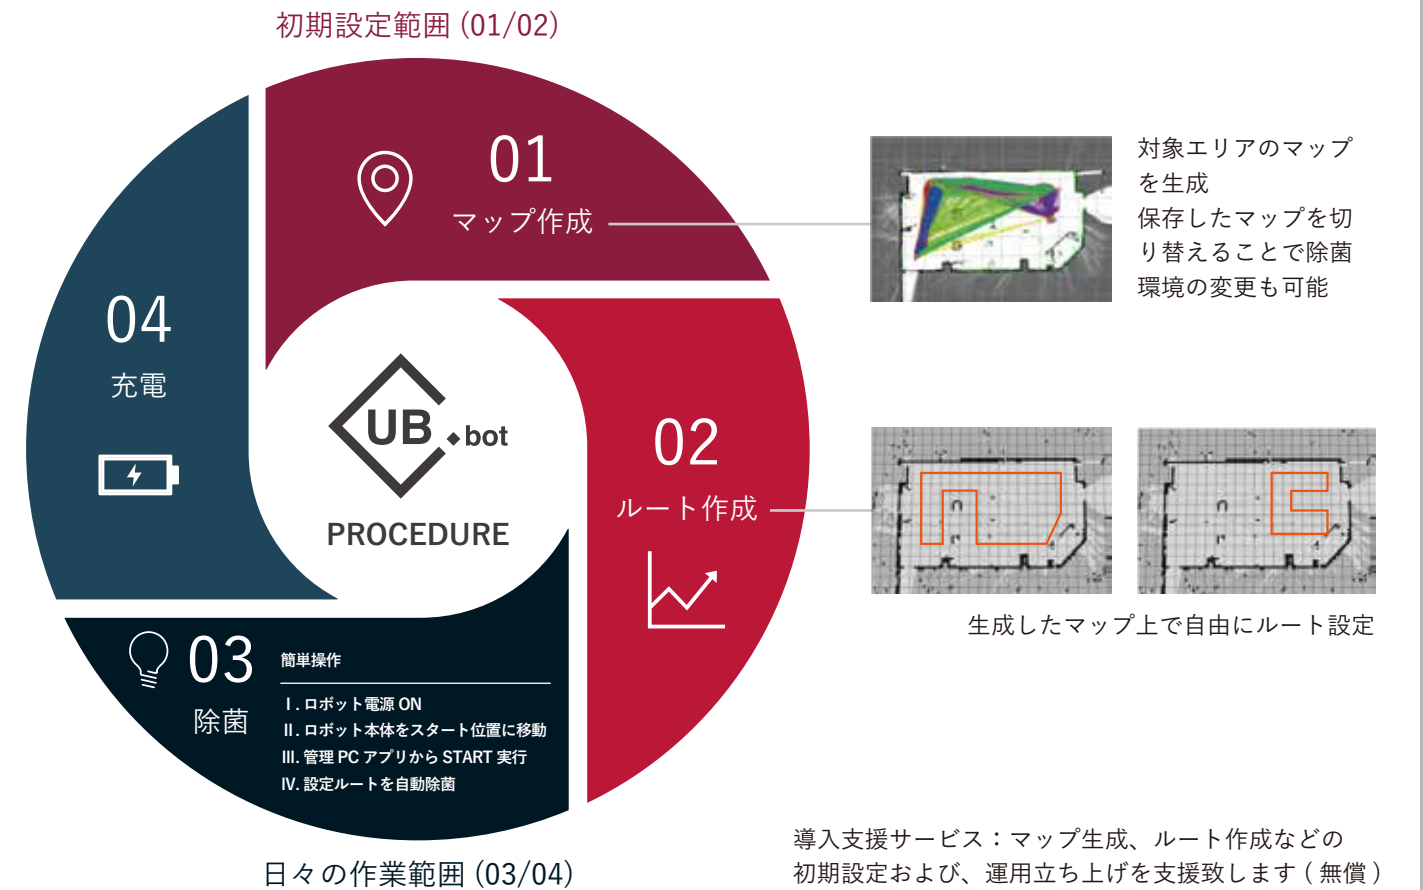 初期設定範囲 (01/02)
01
マップ作成
対象エリアのマップ
を生成
保存したマップを切
り替えることで除菌
環境の変更も可能
04
充電
UB
bot
PROCEDURE
02
ルート作成
生成したマップ上で自由にルート設定
03
除菌
簡単操作
Ⅰ. ロボット電源 ON
Ⅱ. ロボット本体をスタート位置に移動
Ⅲ. 管理 PC アプリから START 実行
Ⅳ. 設定ルートを自動除菌
日々の作業範囲 (03/04)
導入支援サービス：マップ生成、ルート作成などの
初期設定および、運用立ち上げを支援致します ( 無償 )